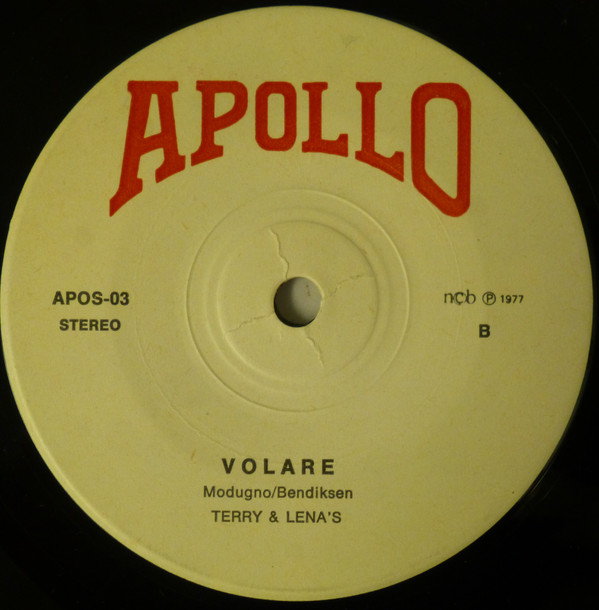 APOLLO
APOS-03
STEREO
ncb Ⓟ 1977
B
VOLARE
Modugno/Bendiksen
TERRY & LENA'S